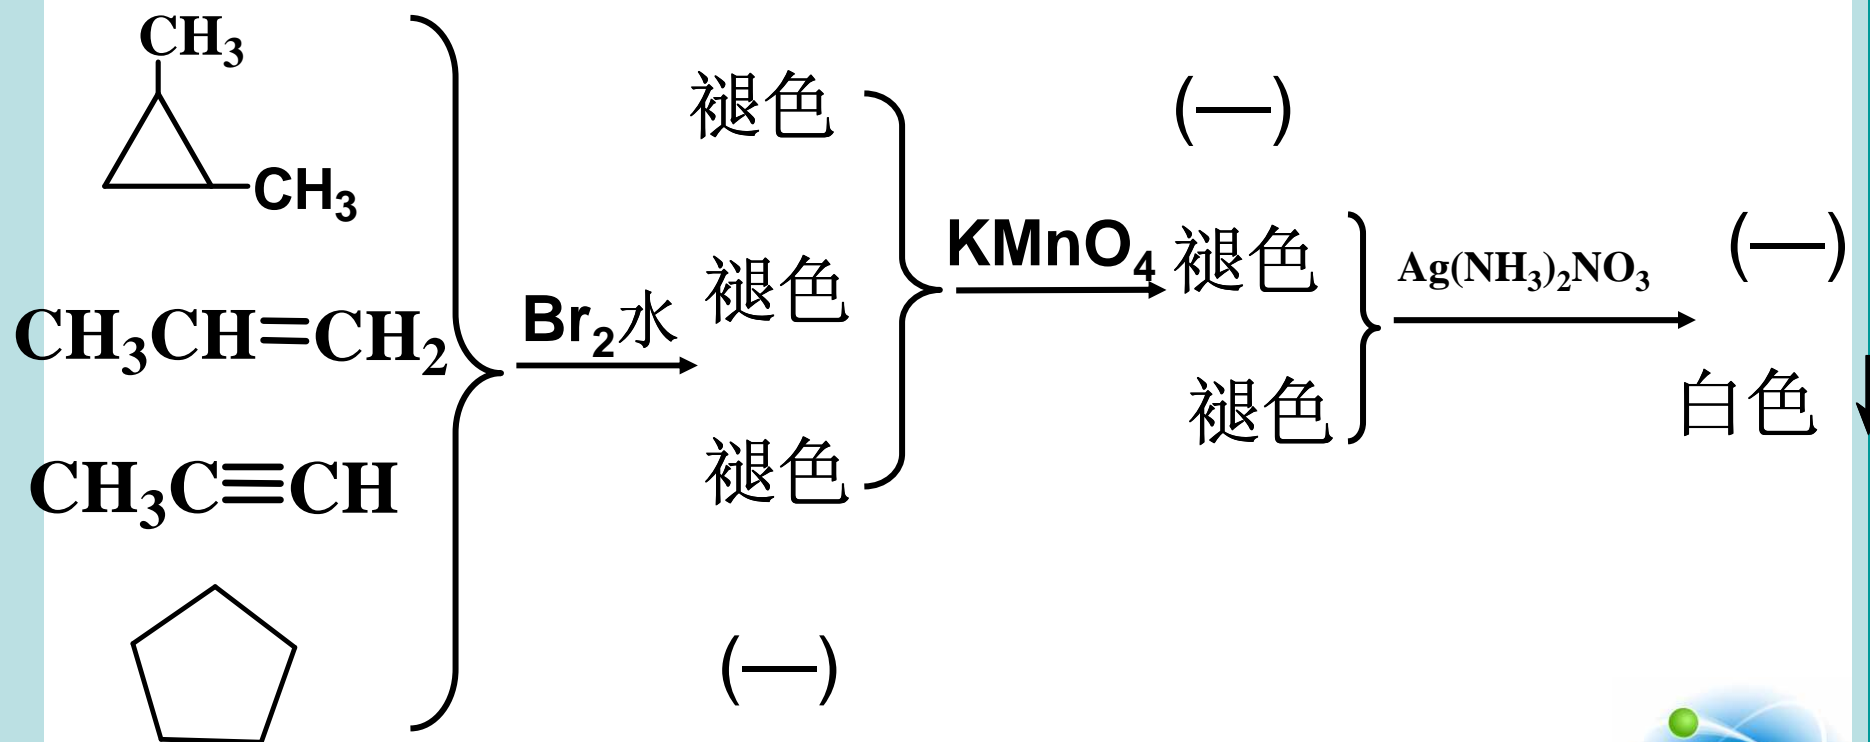 CH3
CH3
CH3CH=CH2
CH3C≡CH
Br2水
褪色
褪色
褪色
(—)
KMnO4
(—)
褪色
褪色
Ag(NH3)2NO3
(—)
白色↓